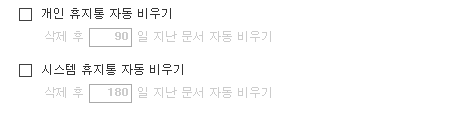 개인 휴지통 자동 비우기
삭제 후 90 일 지난 문서 자동 비우기
시스템 휴지통 자동 비우기
삭제 후 180 일 지난 문서 자동 비우기